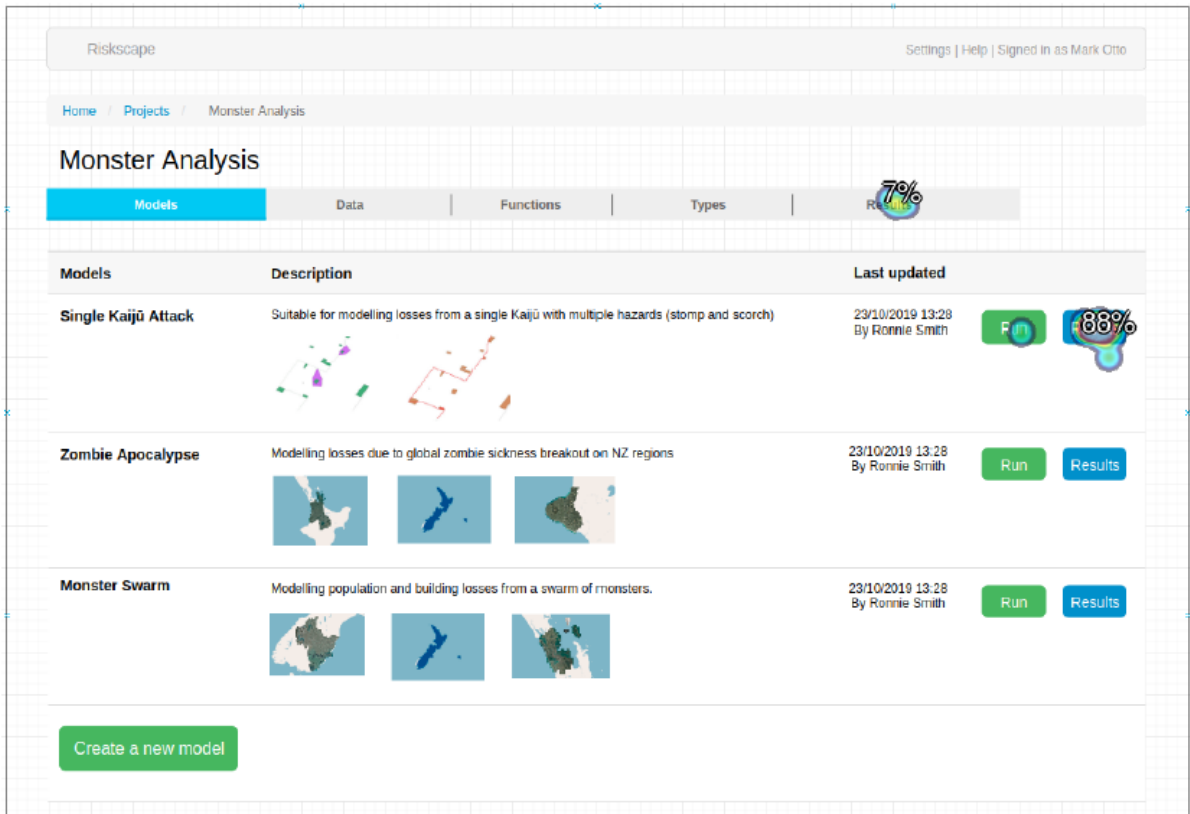 Riskscape
Settings | Help | Signed in as Mark Otto
Home / Projects / Monster Analysis
Monster Analysis
Models Data Functions Types 7%
Models Description Last updated
Single Kaijū Attack
Suitable for modelling losses from a single Kaijū with multiple hazards (stomp and scorch)
23/10/2019 13:28
By Ronnie Smith
Run 88%
Zombie Apocalypse
Modelling losses due to global zombie sickness breakout on NZ regions
23/10/2019 13:28
By Ronnie Smith
Run Results
Monster Swarm
Modelling population and building losses from a swarm of monsters.
23/10/2019 13:28
By Ronnie Smith
Run Results
Create a new model